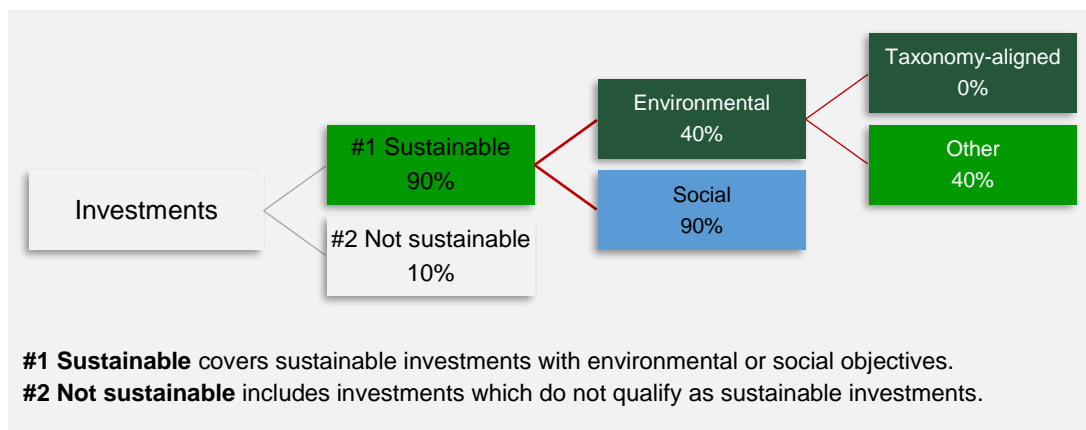 Investments
#1 Sustainable
90%
#2 Not sustainable
10%
Environmental
40%
Social
90%
Taxonomy-aligned
0%
Other
40%
#1 Sustainable covers sustainable investments with environmental or social objectives.
#2 Not sustainable includes investments which do not qualify as sustainable investments.